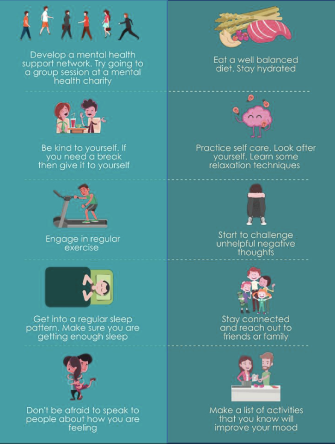 Develop a mental health
support network. Try going to
a group session at a mental
health charity
Eat a well balanced
diet. Stay hydrated
Be kind to yourself. If
you need a break
then give it to yourself
Practice self care. Look after
yourself. Learn some
relaxation techniques
Engage in regular
exercise
Start to challenge
unhelpful negative
thoughts
Get into a regular sleep
pattern. Make sure you are
getting enough sleep
Stay connected
and reach out to
friends or family
Don't be afraid to speak to
people about how you are
feeling
Make a list of activities
that you know will
improve your mood